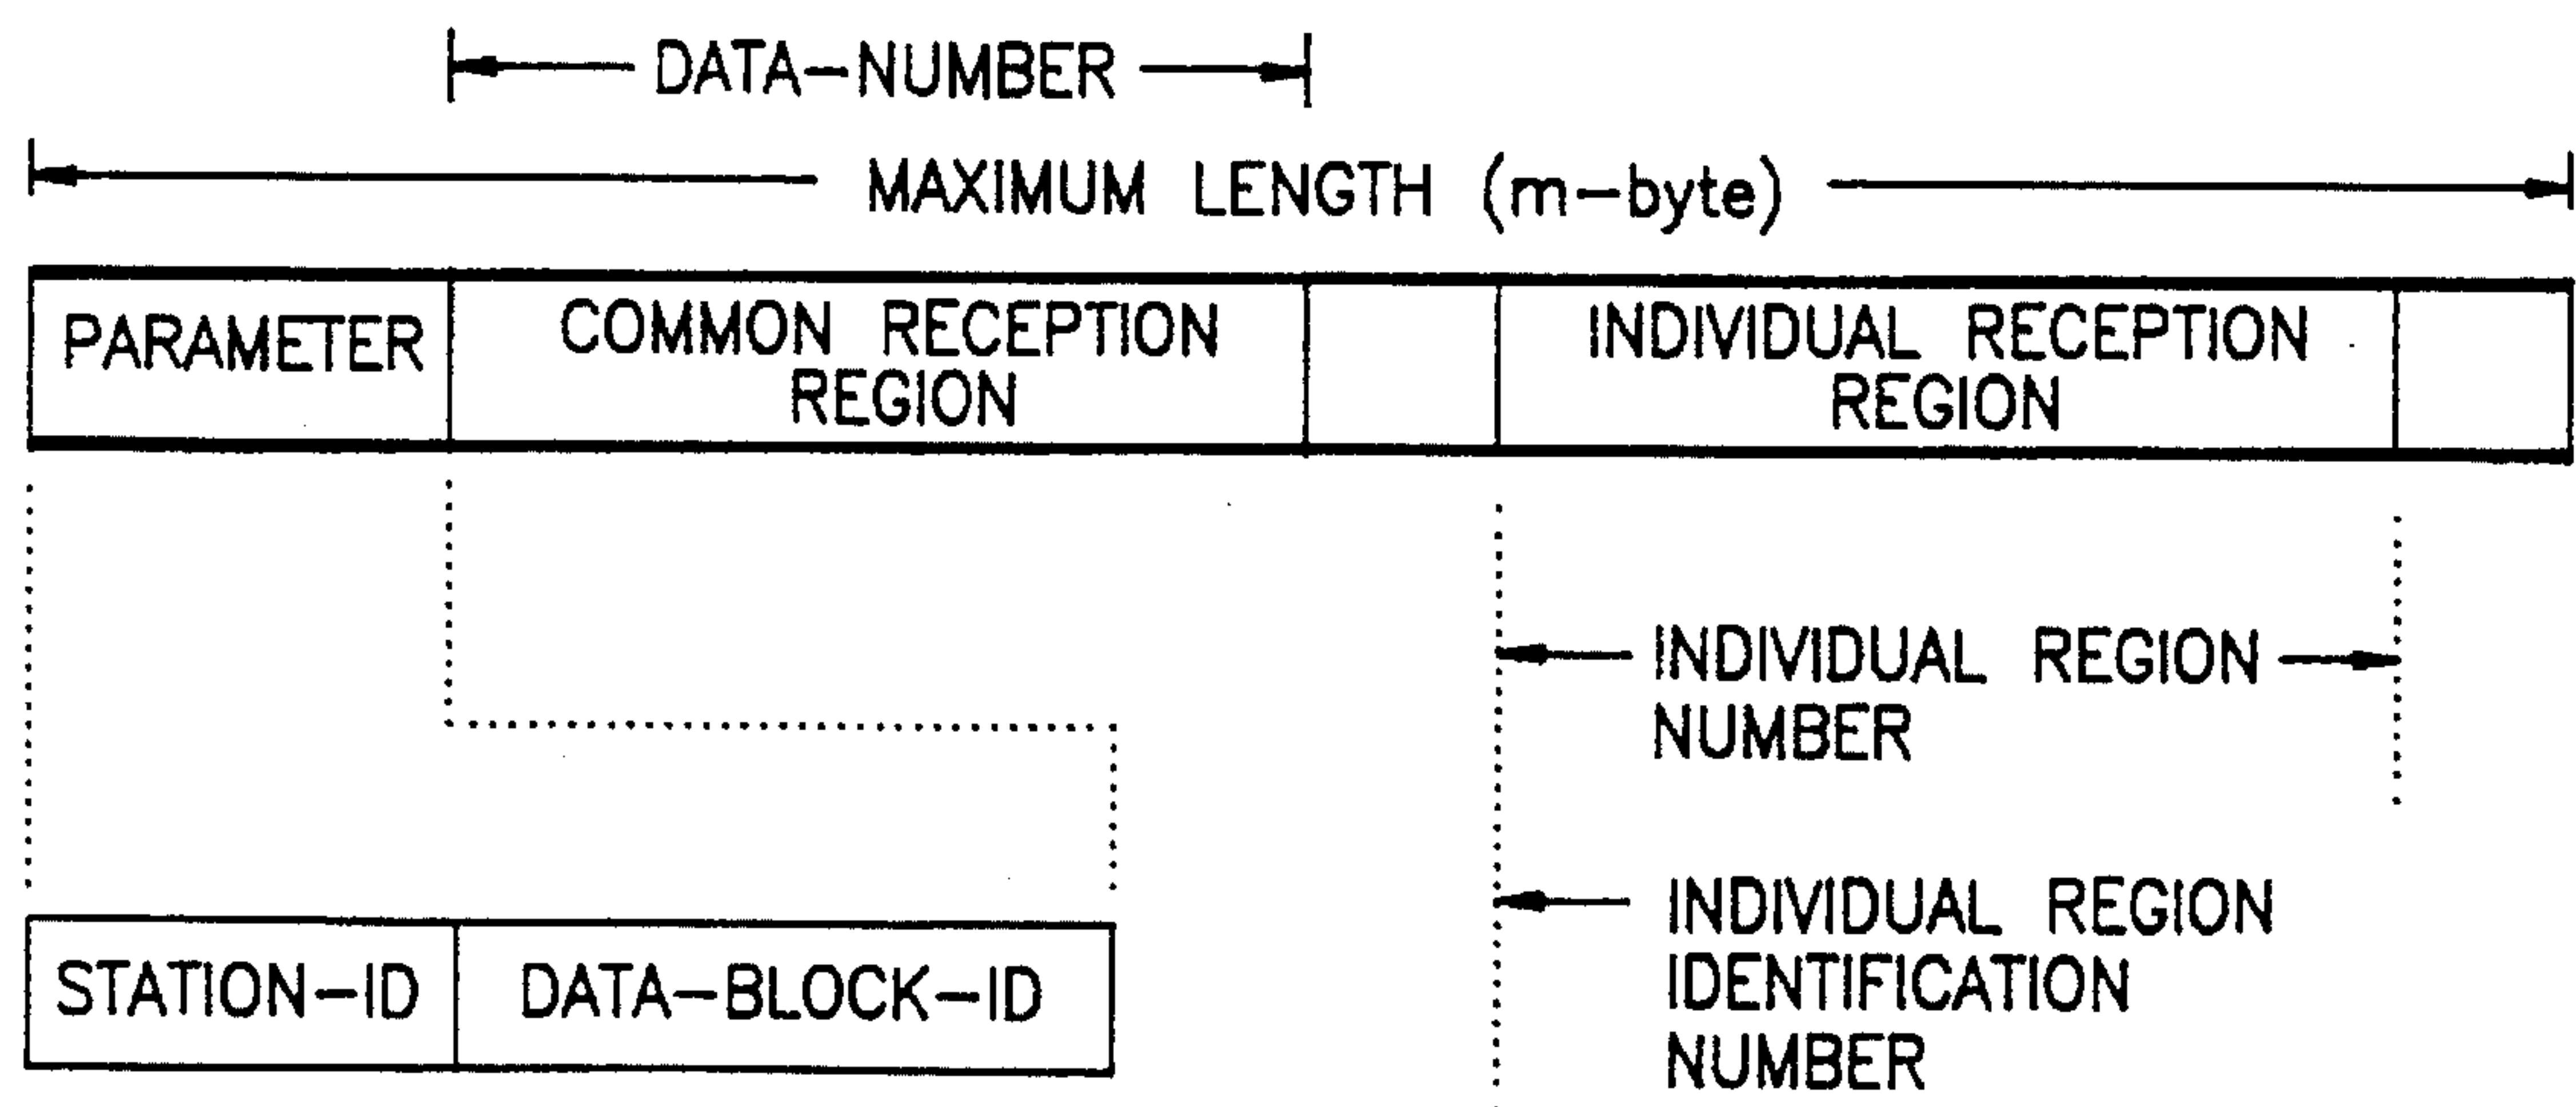 DATA-NUMBER
MAXIMUM LENGTH (m-byte)
PARAMETER
COMMON RECEPTION
REGION
INDIVIDUAL RECEPTION
REGION
INDIVIDUAL REGION
NUMBER
STATION-ID
DATA-BLOCK-ID
INDIVIDUAL REGION
IDENTIFICATION
NUMBER